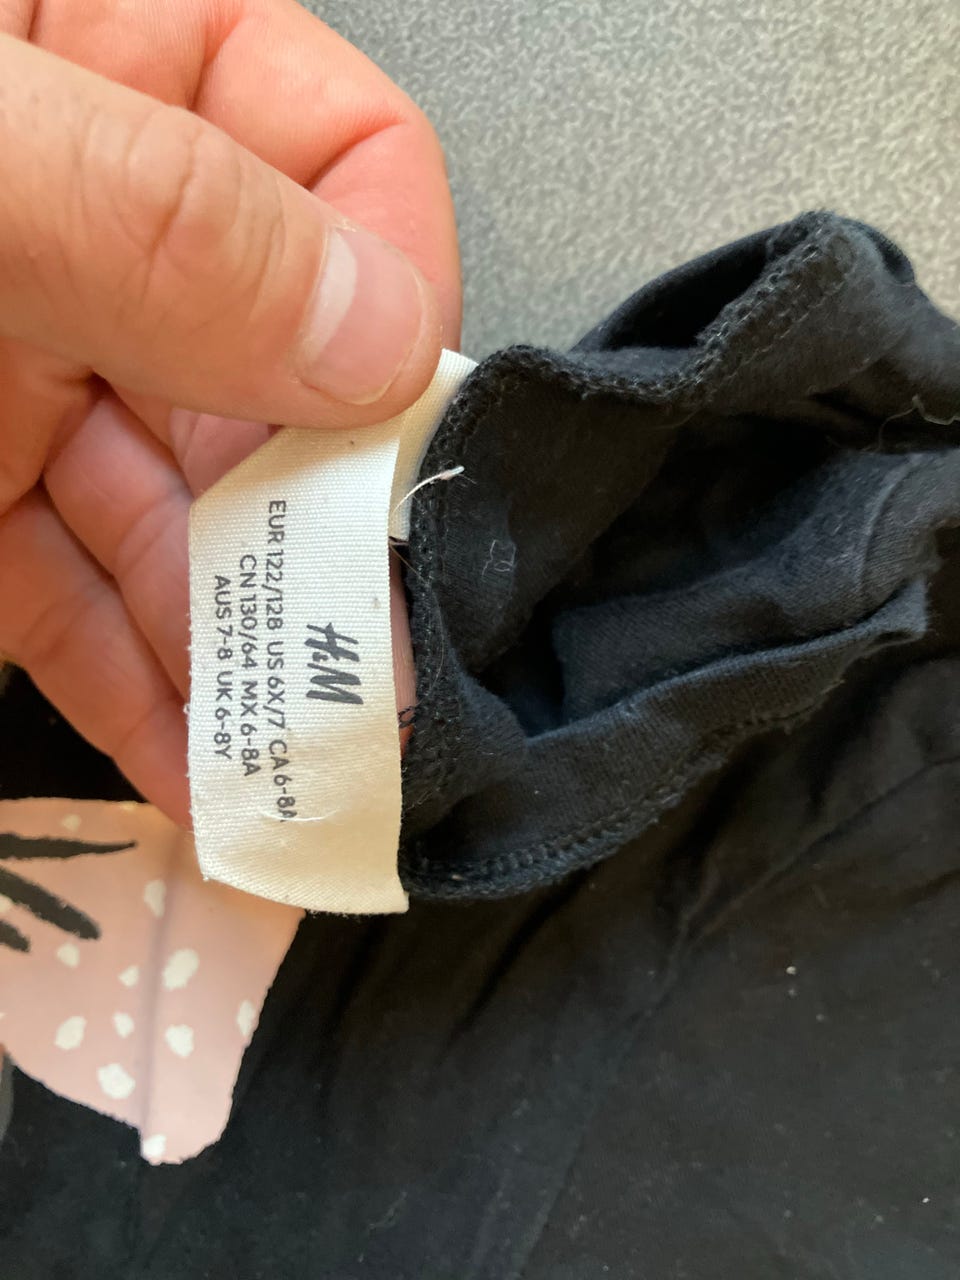 H&M
EUR 122/128 US 6X/7 CA 6-8A
CN 130/64 MX 6-8A
AUS 7-8 UK 6-8Y